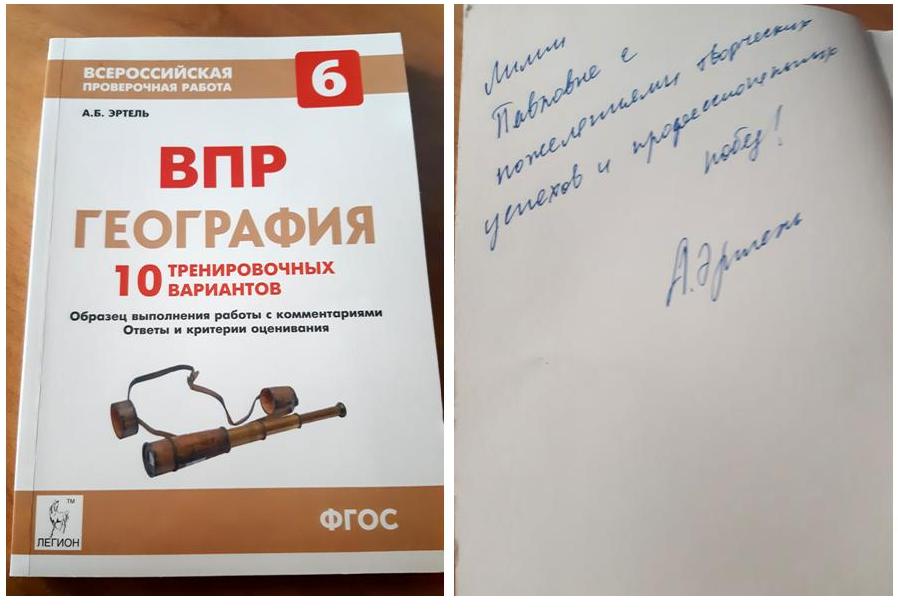 ВСЕРОССИЙСКАЯ
ПРОВЕРОЧНАЯ РАБОТА
6
А.Б. ЭРТЕЛЬ
ВПР
ГЕОГРАФИЯ
10 ТРЕНИРОВОЧНЫХ
ВАРИАНТОВ
Образец выполнения работы с комментариями
Ответы и критерии оценивания
TM
ЛЕГИОН
ФГОС
Лилии
Павловне с
пожеланиями творческих
успехов и профессиональных
побед!
А.Эртель